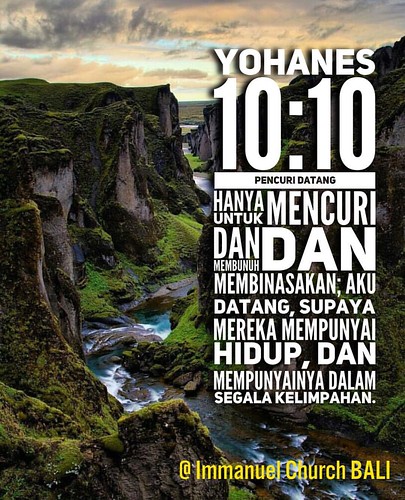 YOHANES
10:10
PENCURI DATANG
HANYA UNTUK MENCURI
DAN MEMBUNUH DAN
MEMBINASAKAN; AKU
DATANG, SUPAYA
MEREKA MEMPUNYAI
HIDUP, DAN
MEMPUNYAINYA DALAM
SEGALA KELIMPAHAN.
@ Immanuel Church BALI